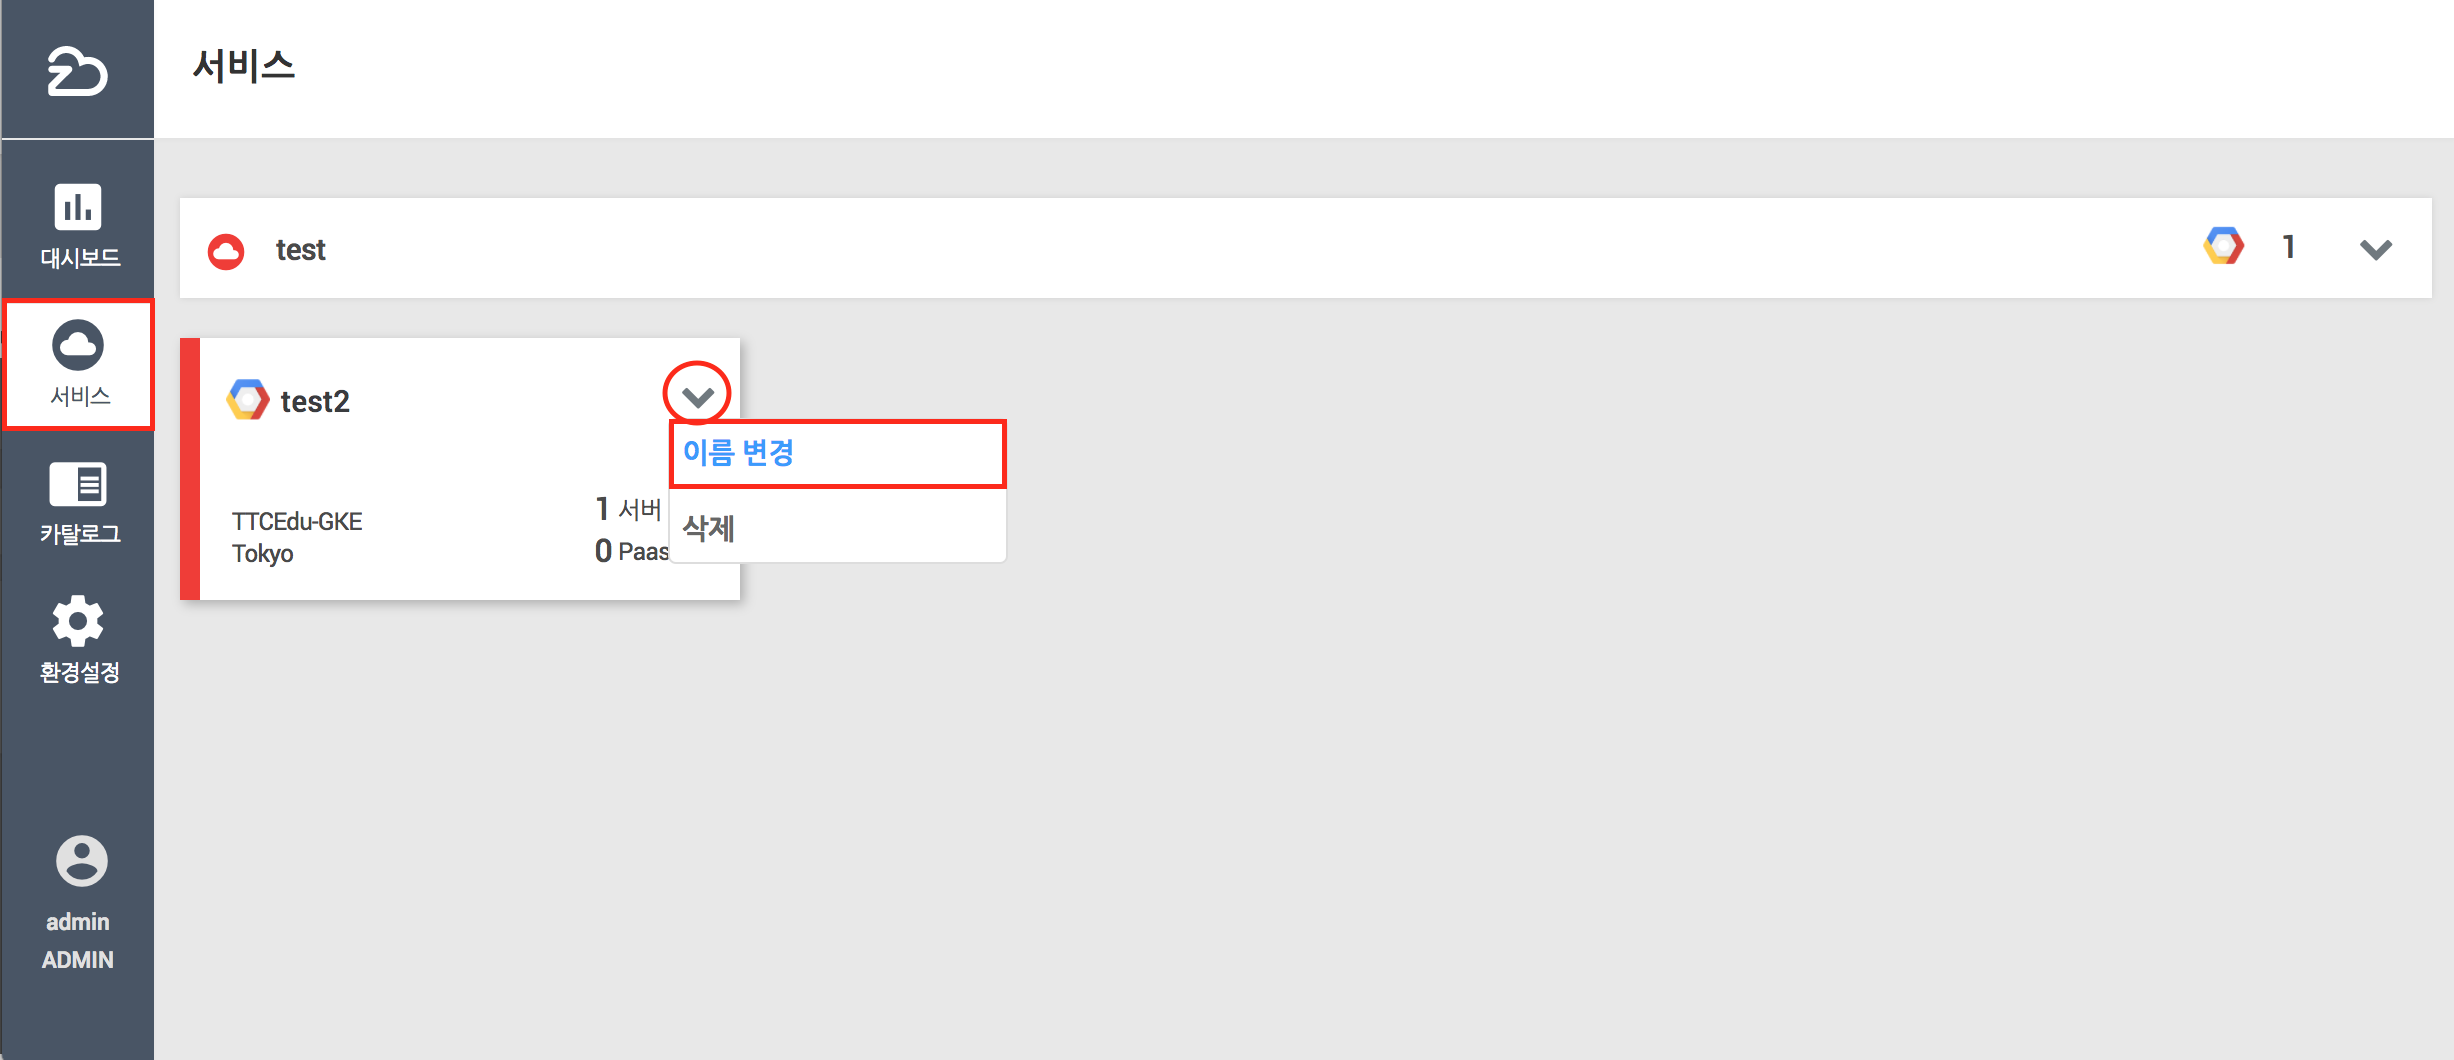 서비스
대시보드
서비스
카탈로그
환경설정
admin
ADMIN
test
1
test2
이름 변경
삭제
TTCEdu-GKE
Tokyo
1 서버
0 Paas